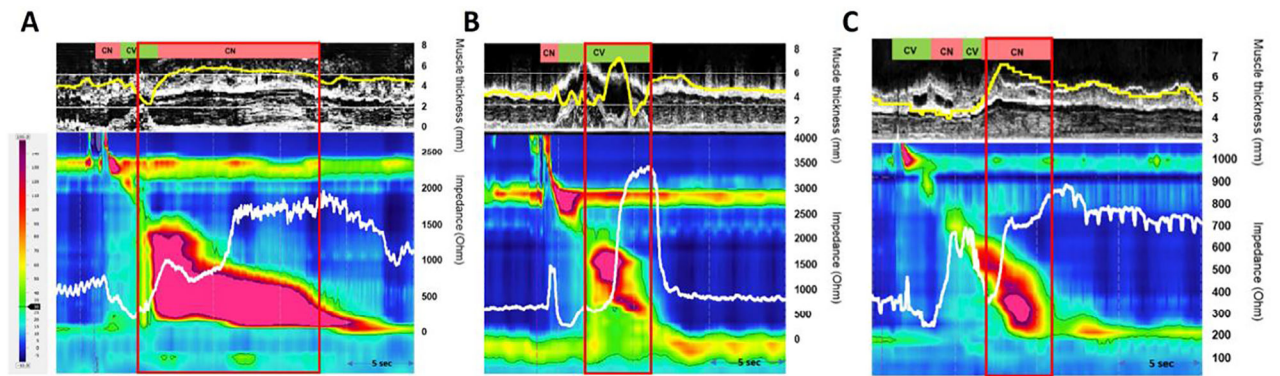 A
CN
CV
CN
8
6
4
2
0
Muscle thickness (mm)
2500
2000
1500
1000
500
0
Impedance (Ohm)
5 sec
B
CN
CV
8
6
4
2
Muscle thickness (mm)
4000
3500
3000
2500
2000
1500
1000
500
0
Impedance (Ohm)
5 sec
C
CV
CN
CV
CN
7
6
5
4
3
Muscle thickness (mm)
1000
900
800
700
600
500
400
300
200
100
Impedance (Ohm)
5 sec